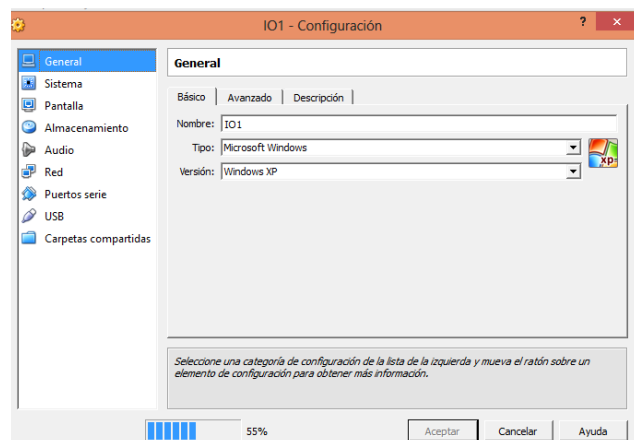 IO1 - Configuración
?
×
General
Sistema
Pantalla
Almacenamiento
Audio
Red
Puertos serie
USB
Carpetas compartidas
General
Básico Avanzado Descripción
Nombre: IO1
Tipo: Microsoft Windows
Versión: Windows XP
xp
Seleccione una categoría de configuración de la lista de la izquierda y mueva el ratón sobre un
elemento de configuración para obtener más información.
55% Aceptar Cancelar Ayuda